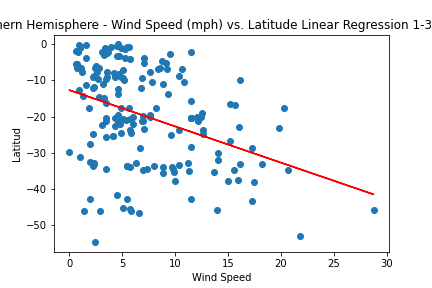 ern Hemisphere - Wind Speed (mph) vs. Latitude Linear Regression 1-3
0
−10
−20
−30
−40
−50
Latitud
0 5 10 15 20 25 30
Wind Speed